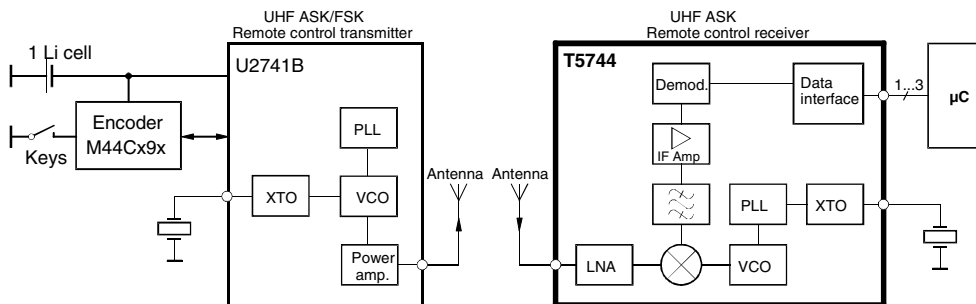 UHF ASK/FSK
Remote control transmitter
1 Li cell
U2741B
Encoder
M44Cx9x
Keys
PLL
XTO
VCO
Power
amp.
Antenna
Antenna
UHF ASK
Remote control receiver
T5744
Demod.
Data
interface
1...3
µC
IF Amp
PLL
XTO
LNA
VCO